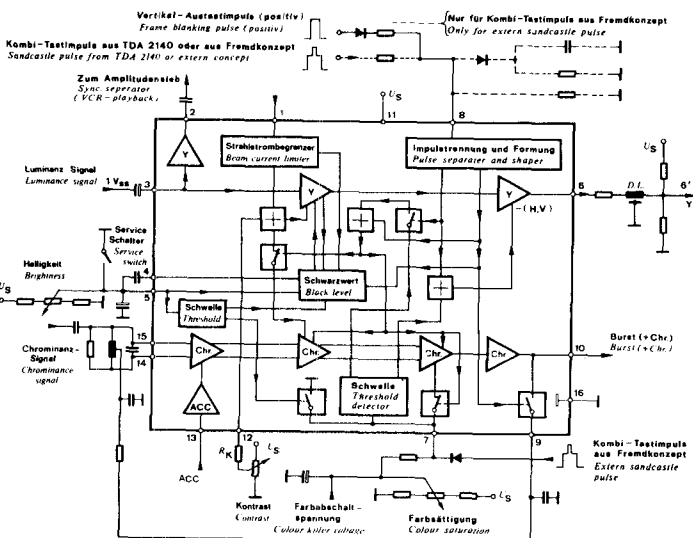 Vertikal-Austastimpuls (positiv)
Frame blanking pulse (positiv)
Nur für Kombi-Tastimpuls aus Fremdkonzept
Only for extern sandcastle pulse
Kombi-Tastimpuls aus TDA 2140 oder aus Fremdkonzept
Sandcastle pulse from TDA 2140 or extern concept
Zum Amplitudensieb
Sync. seperator
(VCR-playback)
U_S
2
1
11
8
Strahlstrombegrenzer
Beam current limiter
Impulstrennung und Formung
Pulse separater and shaper
Y
U_S
Luminanz Signal
Luminance signal
1 Vss
3
Y
Y
-(H,V)
6
D.L.
6'
Y
Service
Schalter
Service
switch
Helligkeit
Brightness
U_S
4
5
Schwarzwert
Black level
Schwelle
Threshold
Chrominanz-
Signal
Chrominance
signal
15
14
Chr.
Chr.
Chr.
Chr.
10
Burst (+Chr.)
Burst (+Chr.)
Schwelle
Threshold
detector
16
ACC
13
12
7
9
ACC
R_K
U_S
Kontrast
Contrast
Farbabschalt-
spannung
Colour killer voltage
U_S
Farbsättigung
Colour saturation
Kombi-Tastimpuls
aus Fremdkonzept
Extern sandcastle
pulse